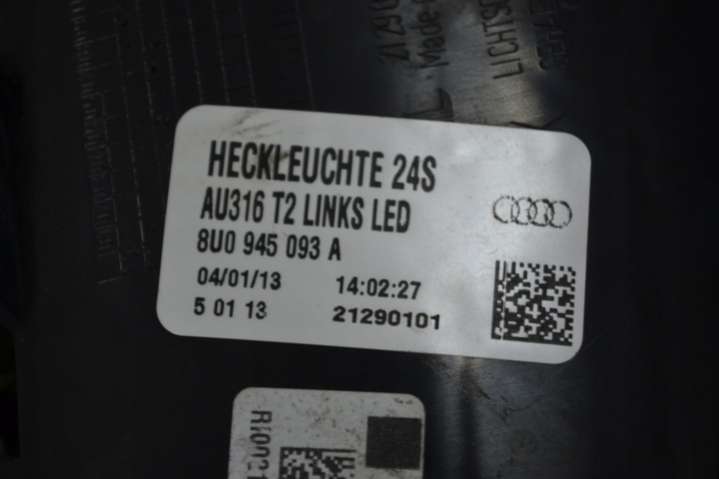 HECKLEUCHTE 24S
AU316 T2 LINKS LED
8U0 945 093 A
04/01/13 14:02:27
5 01 13 21290101